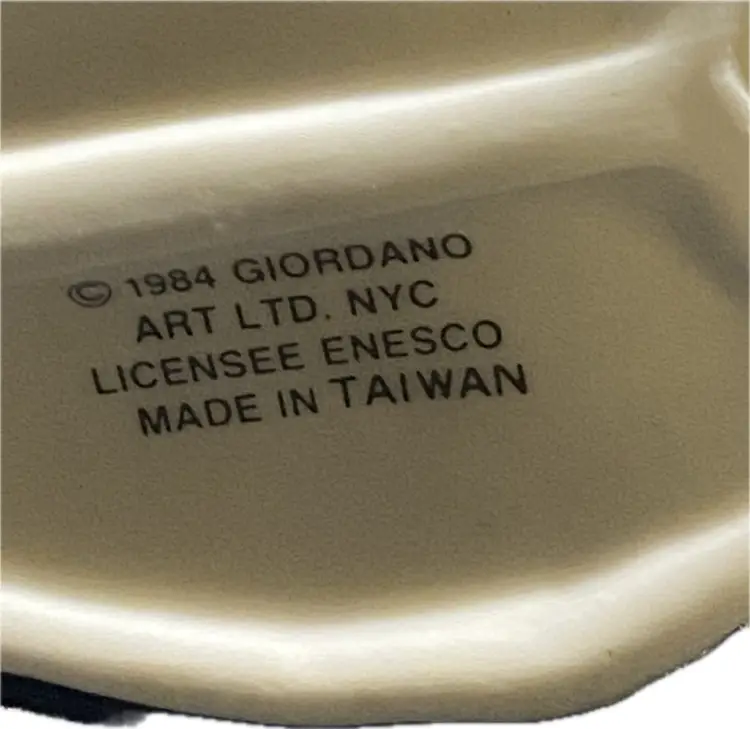 © 1984 GIORDANO
ART LTD. NYC
LICENSEE ENESCO
MADE IN TAIWAN